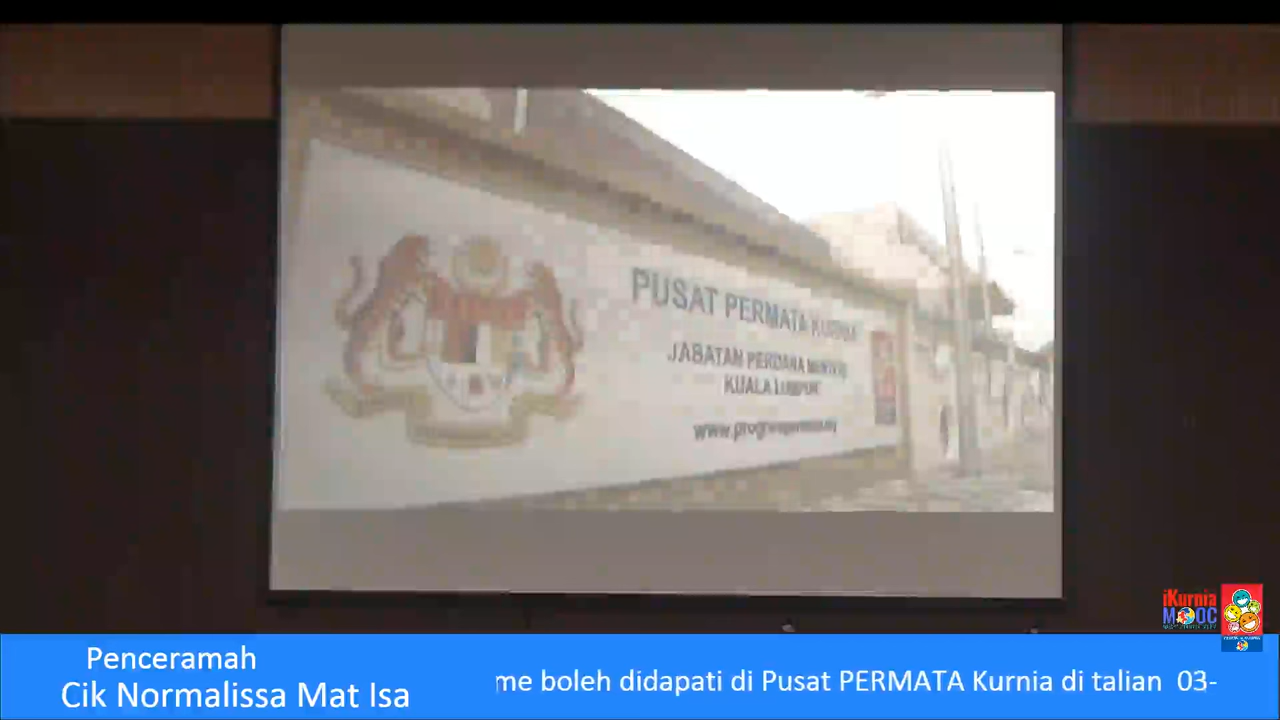 PUSAT PERMATA KURNIA
JABATAN PERDANA MENTERI
KUALA LUMPUR
iKurnia
MOOC
Penceramah
Cik Normalissa Mat Isa
me boleh didapati di Pusat PERMATA Kurnia di talian 03-